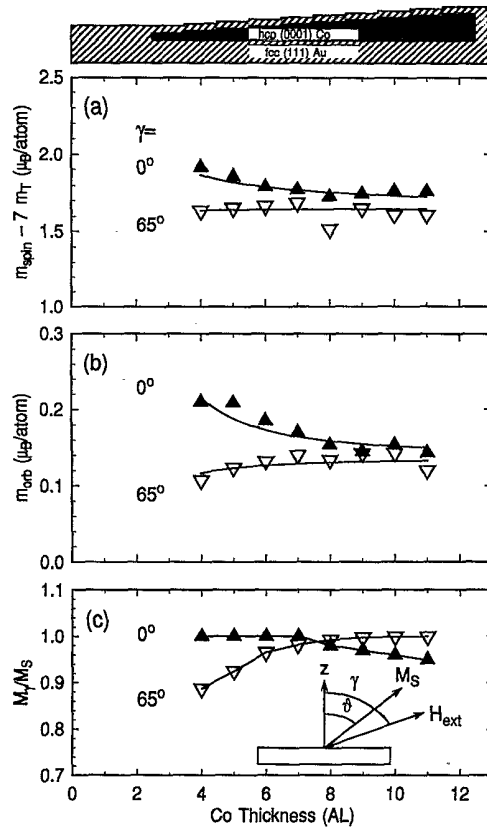 hcp (0001) Co
fcc (111) Au
(a)
γ=
0°
65°
2.5
2.0
1.5
1.0
m_spin − 7 m_T (μ_B/atom)
(b)
0°
65°
0.3
0.2
0.1
0.0
m_orb (μ_B/atom)
(c)
0°
65°
1.1
1.0
0.9
0.8
0.7
M_γ/M_S
z
γ
M_S
ϑ
H_ext
0 2 4 6 8 10 12
Co Thickness (AL)